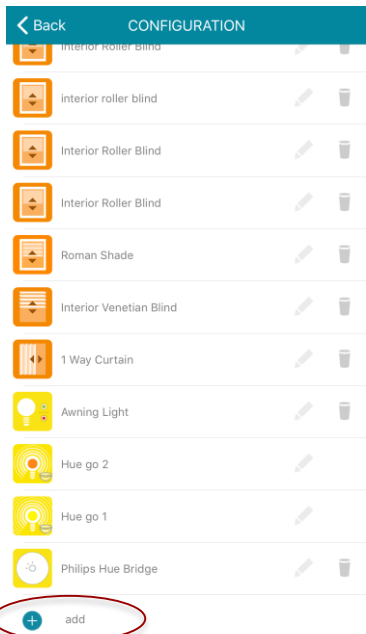 Back
CONFIGURATION
Interior Roller Blind
interior roller blind
Interior Roller Blind
Interior Roller Blind
Roman Shade
Interior Venetian Blind
1 Way Curtain
Awning Light
Hue go 2
Hue go 1
Philips Hue Bridge
add